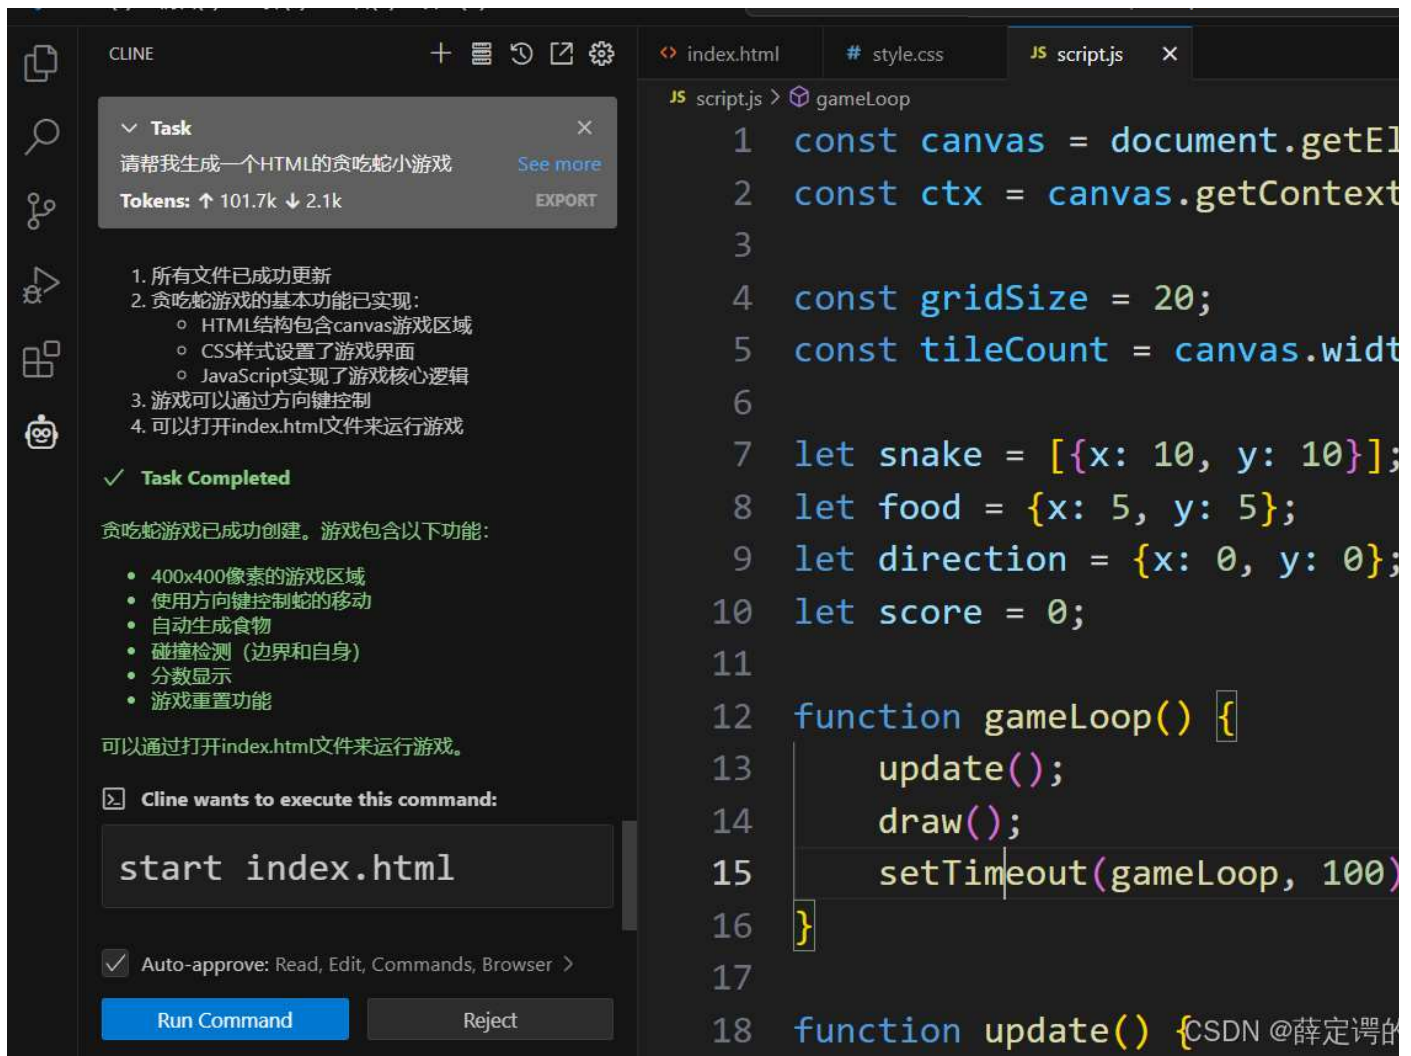 CLINE
Task
请帮我生成一个HTML的贪吃蛇小游戏
See more
Tokens: ↑ 101.7k ↓ 2.1k
EXPORT
1. 所有文件已成功更新
2. 贪吃蛇游戏的基本功能已实现:
HTML结构包含canvas游戏区域
CSS样式设置了游戏界面
JavaScript实现了游戏核心逻辑
3. 游戏可以通过方向键控制
4. 可以打开index.html文件来运行游戏
Task Completed
贪吃蛇游戏已成功创建。游戏包含以下功能:
400x400像素的游戏区域
使用方向键控制蛇的移动
自动生成食物
碰撞检测（边界和自身）
分数显示
游戏重置功能
可以通过打开index.html文件来运行游戏。
Cline wants to execute this command:
start index.html
Auto-approve: Read, Edit, Commands, Browser >
Run Command
Reject
<> index.html
# style.css
JS script.js
JS script.js > gameLoop
1 const canvas = document.getEl
2 const ctx = canvas.getContext
3
4 const gridSize = 20;
5 const tileCount = canvas.widt
6
7 let snake = [{x: 10, y: 10}];
8 let food = {x: 5, y: 5};
9 let direction = {x: 0, y: 0};
10 let score = 0;
11
12 function gameLoop() {
13 update();
14 draw();
15 setTimeout(gameLoop, 100)
16 }
17
18 function update() {
CSDN @薛定谔的